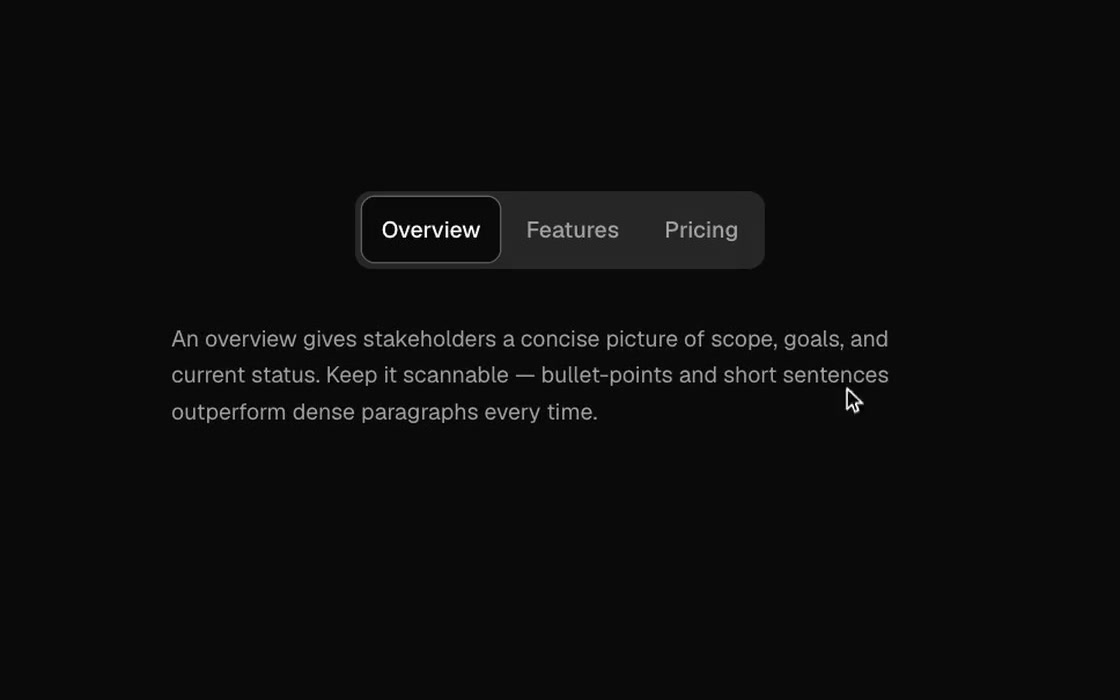 Overview Features Pricing
An overview gives stakeholders a concise picture of scope, goals, and
current status. Keep it scannable — bullet-points and short sentences
outperform dense paragraphs every time.